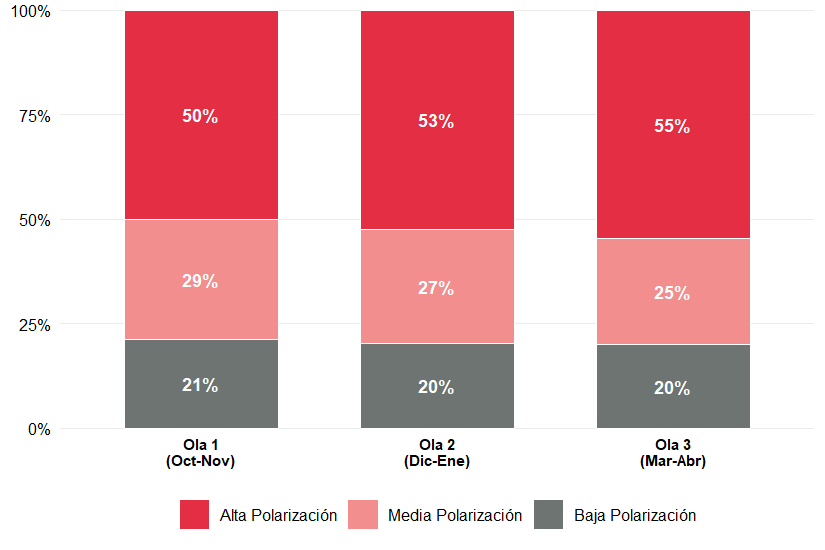 100%
75%
50%
25%
0%
50%
53%
55%
29%
27%
25%
21%
20%
20%
Ola 1
(Oct-Nov)
Ola 2
(Dic-Ene)
Ola 3
(Mar-Abr)
Alta Polarización
Media Polarización
Baja Polarización